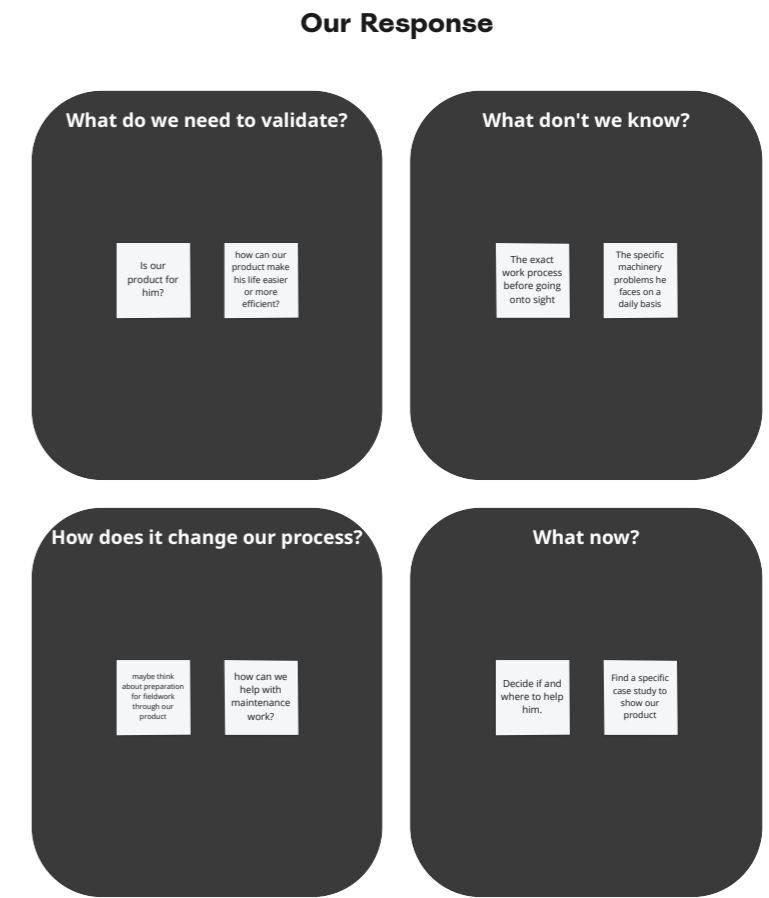 Our Response
What do we need to validate?
Is our
product for
him?
how can our
product make
his life easier
or more
efficient?
What don't we know?
The exact
work process
before going
onto sight
The specific
machinery
problems he
faces on a
daily basis
How does it change our process?
maybe think
about preparation
for fieldwork
through our
product
how can we
help with
maintenance
work?
What now?
Decide if and
where to help
him.
Find a specific
case study to
show our
product